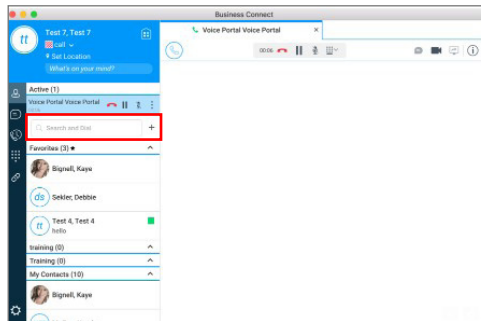 Business Connect
tt
Test 7, Test 7
call
Set Location
What's on your mind?
Voice Portal Voice Portal ×
00:06
Active (1)
Voice Portal Voice Portal
Search and Dial +
Favorites (3) ★
Bignell, Kaye
ds Sekler, Debbie
tt Test 4, Test 4
hello
training (0)
Training (0)
My Contacts (10)
Bignell, Kaye